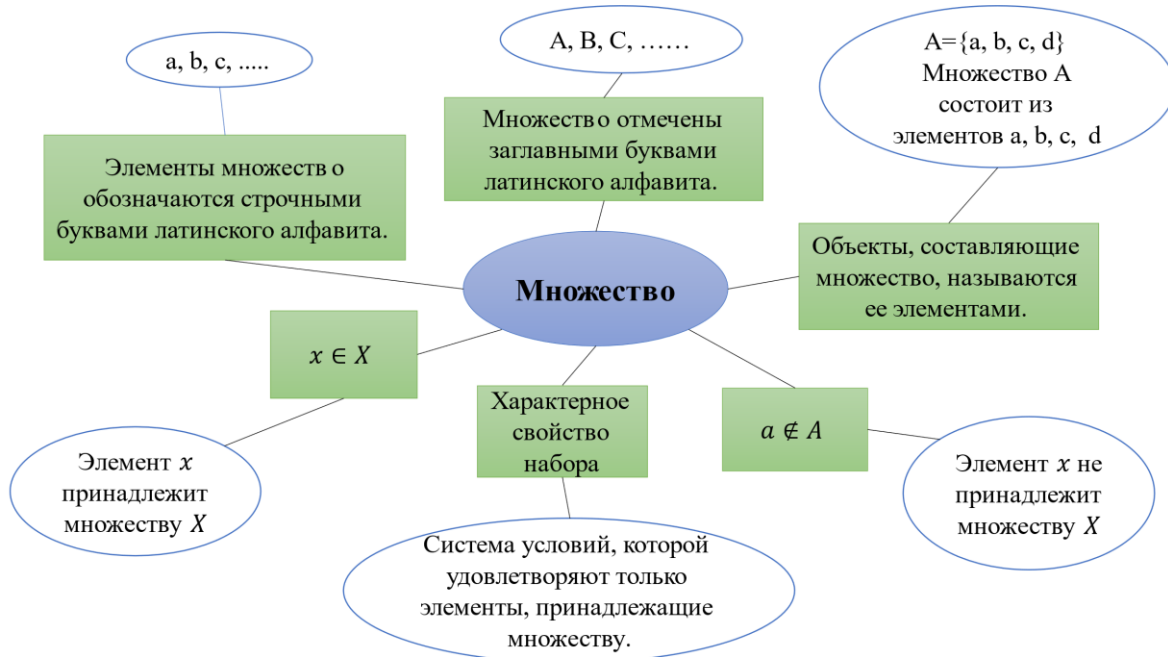 a, b, c, .....
A, B, C, ……
A={a, b, c, d}
Множество A
состоит из
элементов a, b, c, d
Элементы множеств о
обозначаются строчными
буквами латинского алфавита.
Множество отмечены
заглавными буквами
латинского алфавита.
Объекты, составляющие
множество, называются
ее элементами.
Множество
x ∈ X
Характерное
свойство
набора
a ∉ A
Элемент x
принадлежит
множеству X
Элемент x не
принадлежит
множеству X
Система условий, которой
удовлетворяют только
элементы, принадлежащие
множеству.